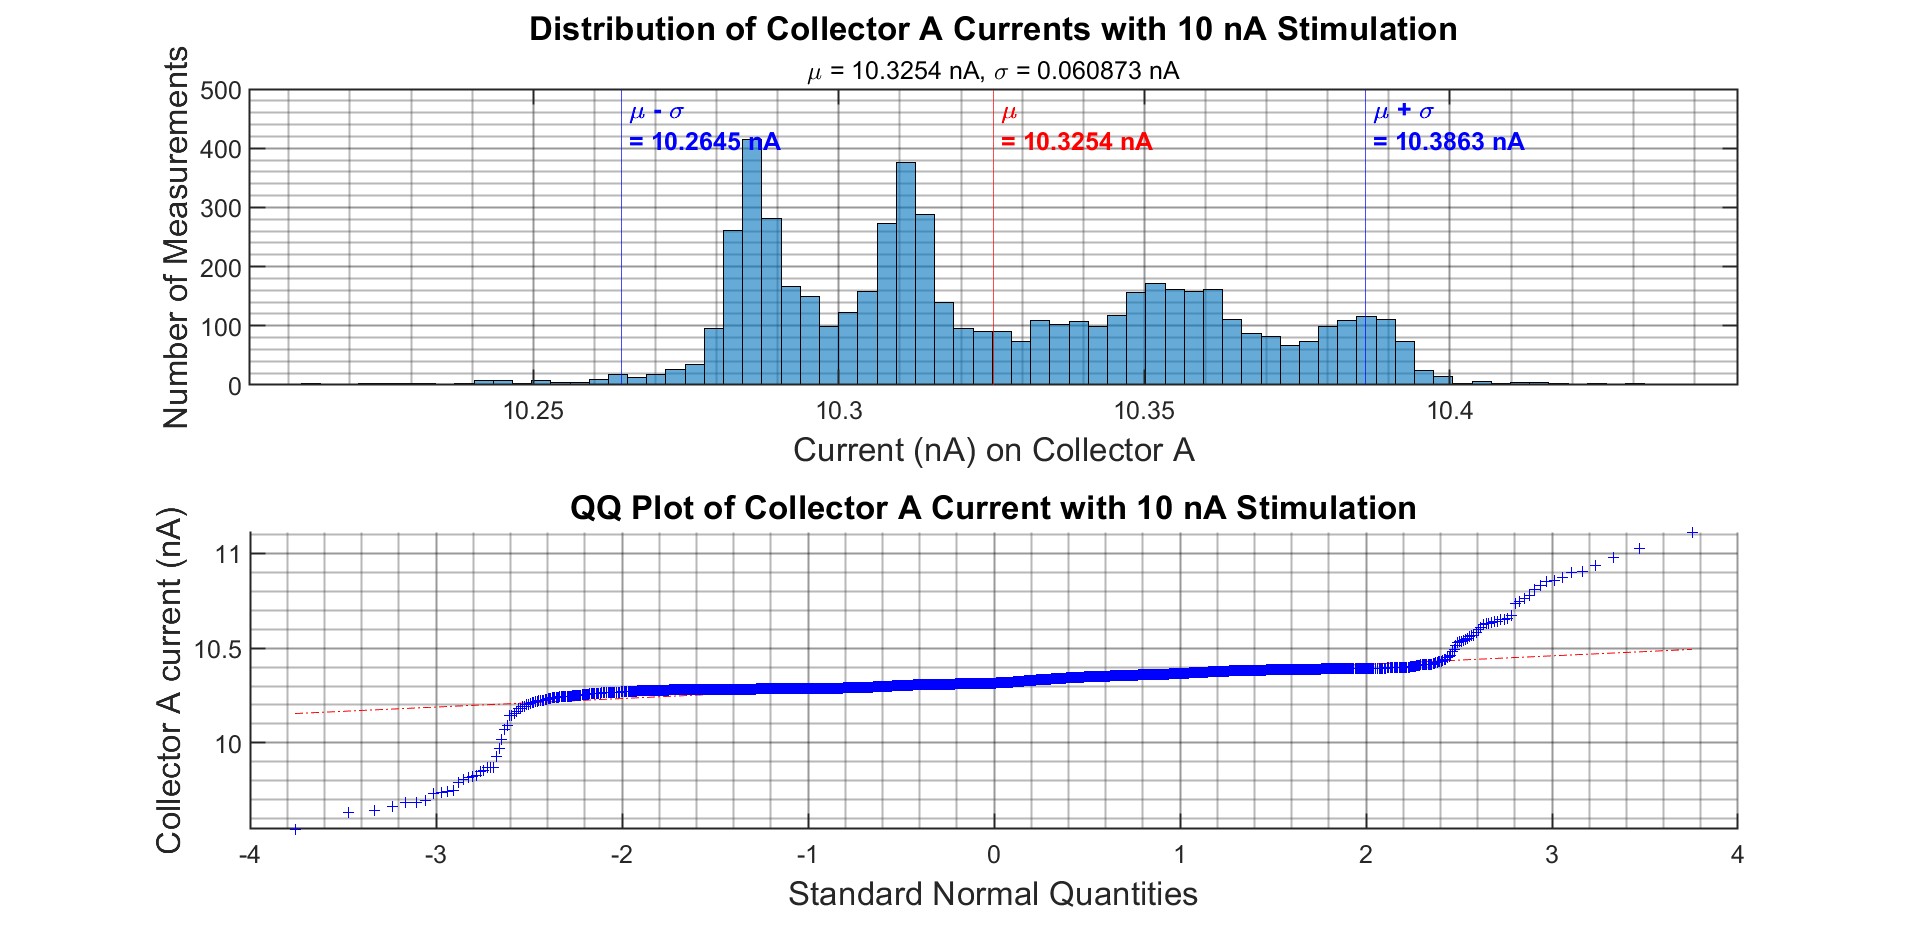 Distribution of Collector A Currents with 10 nA Stimulation
μ = 10.3254 nA, σ = 0.060873 nA
Number of Measurements
500
400
300
200
100
0
μ - σ
= 10.2645 nA
μ
= 10.3254 nA
μ + σ
= 10.3863 nA
10.25 10.3 10.35 10.4
Current (nA) on Collector A
QQ Plot of Collector A Current with 10 nA Stimulation
Collector A current (nA)
11
10.5
10
-4 -3 -2 -1 0 1 2 3 4
Standard Normal Quantities